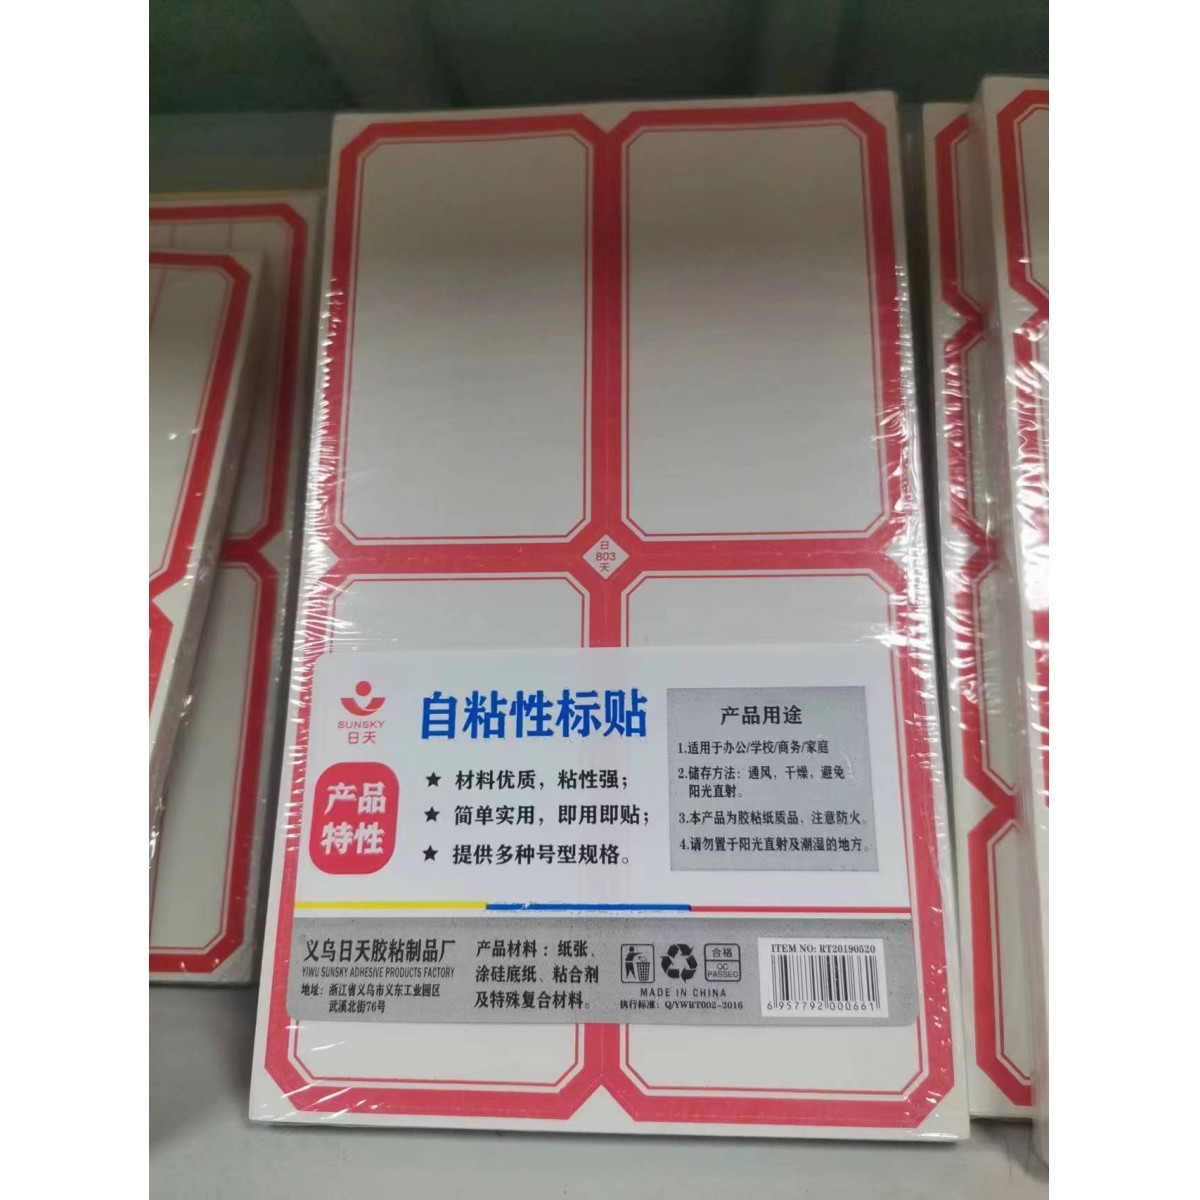 日
803
天
SUNSKY
日天
自粘性标贴
产品
特性
★ 材料优质，粘性强；
★ 简单实用，即用即贴；
★ 提供多种号型规格。
产品用途
1.适用于办公/学校/商务/家庭
2.储存方法：通风，干燥，避免
阳光直射。
3.本产品为胶粘纸质品，注意防火。
4.请勿置于阳光直射及潮湿的地方。
义乌日天胶粘制品厂
YIWU SUNSKY ADHESIVE PRODUCTS FACTORY
地址：浙江省义乌市义东工业园区
武溪北街76号
产品材料：纸张、
涂硅底纸、粘合剂
及特殊复合材料。
合格
QC
PASSED
MADE IN CHINA
执行标准：Q/YWRT002-2016
ITEM NO: RT20190520
6 957792 000661